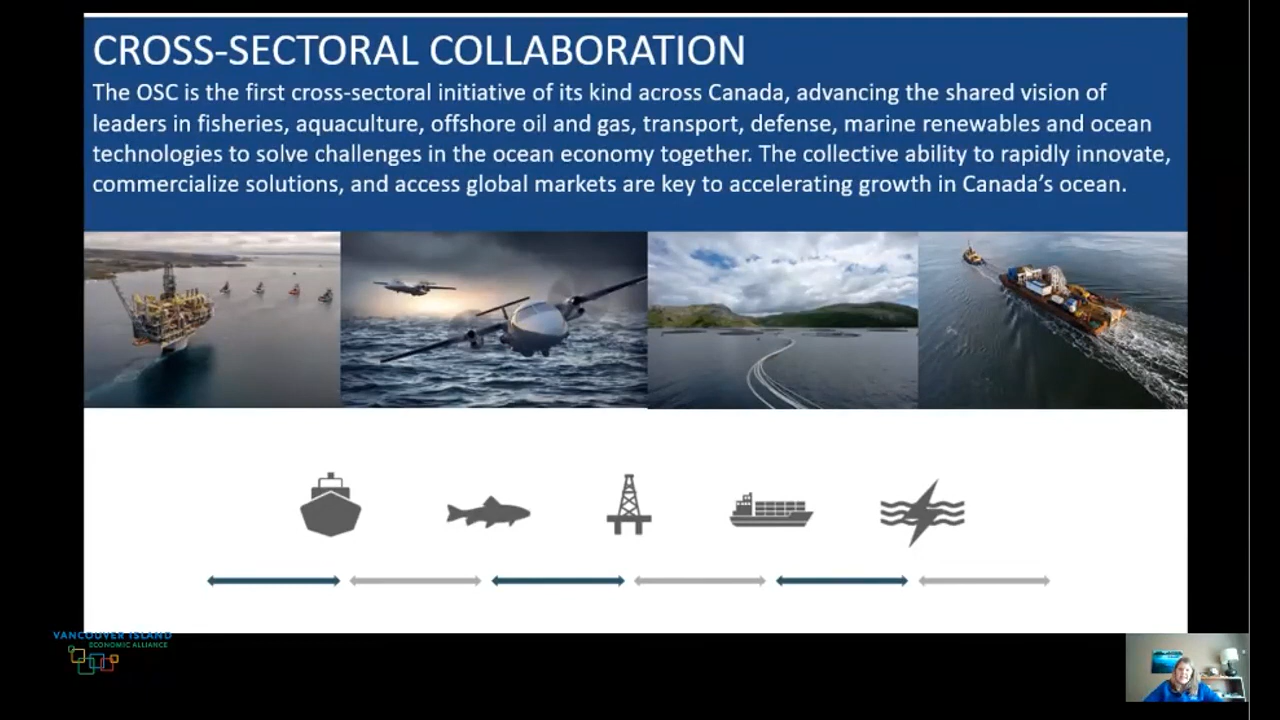 CROSS-SECTORAL COLLABORATION
The OSC is the first cross-sectoral initiative of its kind across Canada, advancing the shared vision of
leaders in fisheries, aquaculture, offshore oil and gas, transport, defense, marine renewables and ocean
technologies to solve challenges in the ocean economy together. The collective ability to rapidly innovate,
commercialize solutions, and access global markets are key to accelerating growth in Canada's ocean.
VANCOUVER ISLAND
ECONOMIC ALLIANCE